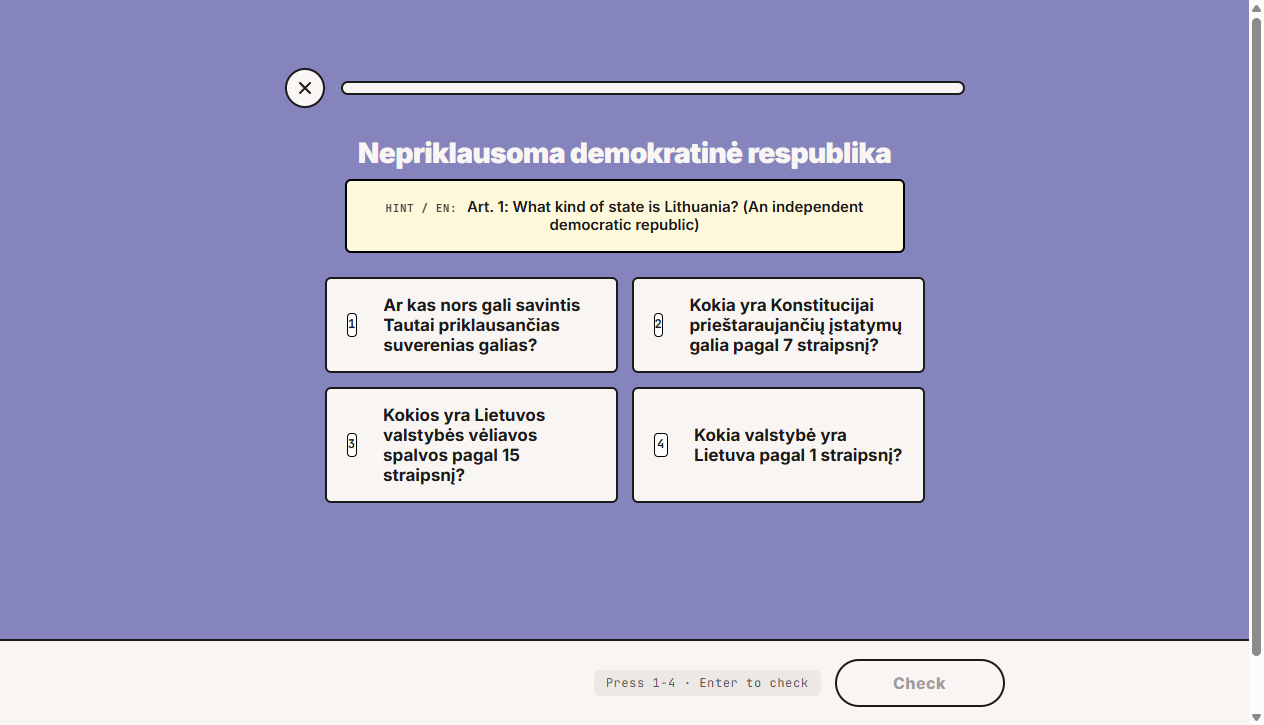 Nepriklausoma demokratinė respublika
HINT / EN: Art. 1: What kind of state is Lithuania? (An independent
democratic republic)
1
Ar kas nors gali savintis
Tautai priklausančias
suverenias galias?
2
Kokia yra Konstitucijai
prieštaraujančių įstatymų
galia pagal 7 straipsnį?
3
Kokios yra Lietuvos
valstybės vėliavos
spalvos pagal 15
straipsnį?
4
Kokia valstybė yra
Lietuva pagal 1 straipsnį?
Press 1-4 · Enter to check
Check